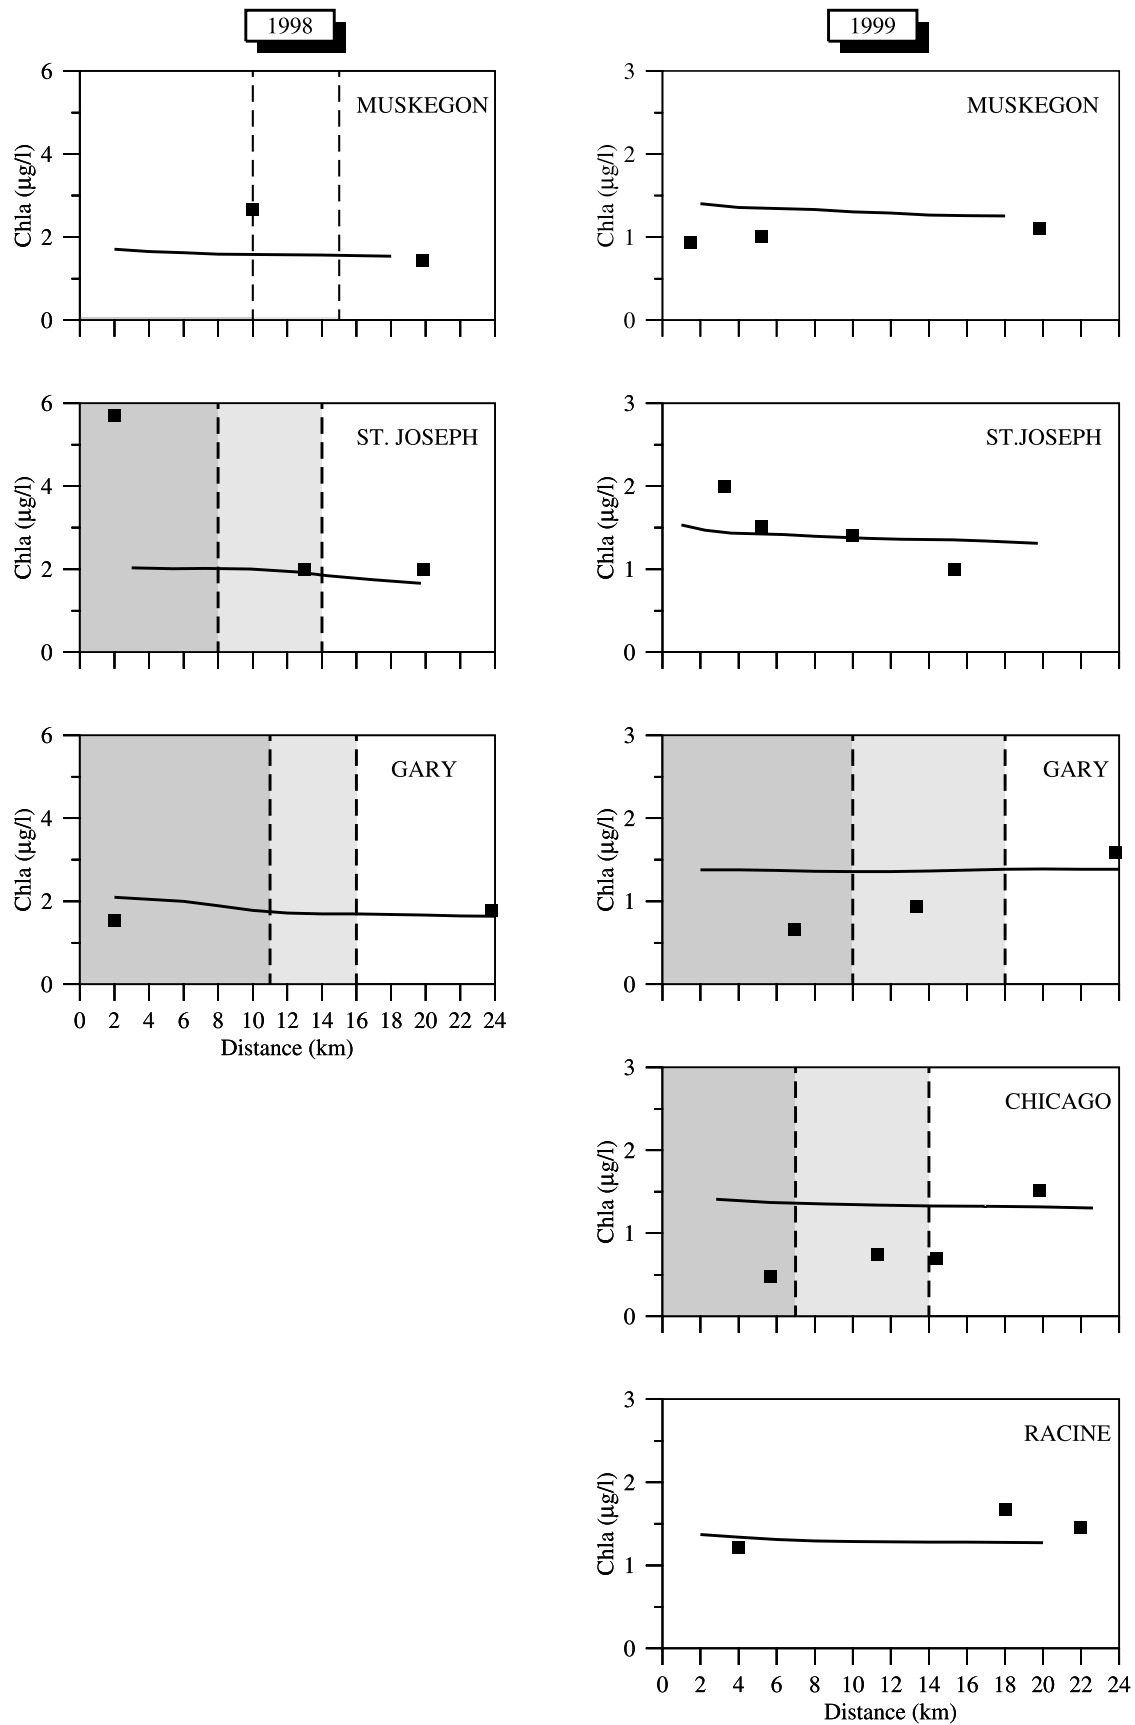 1998
1999
6
4
2
0
Chla (µg/l)
MUSKEGON
3
2
1
0
Chla (µg/l)
MUSKEGON
6
4
2
0
Chla (µg/l)
ST. JOSEPH
3
2
1
0
Chla (µg/l)
ST.JOSEPH
6
4
2
0
Chla (µg/l)
GARY
0 2 4 6 8 10 12 14 16 18 20 22 24
Distance (km)
3
2
1
0
Chla (µg/l)
GARY
3
2
1
0
Chla (µg/l)
CHICAGO
3
2
1
0
Chla (µg/l)
RACINE
0 2 4 6 8 10 12 14 16 18 20 22 24
Distance (km)